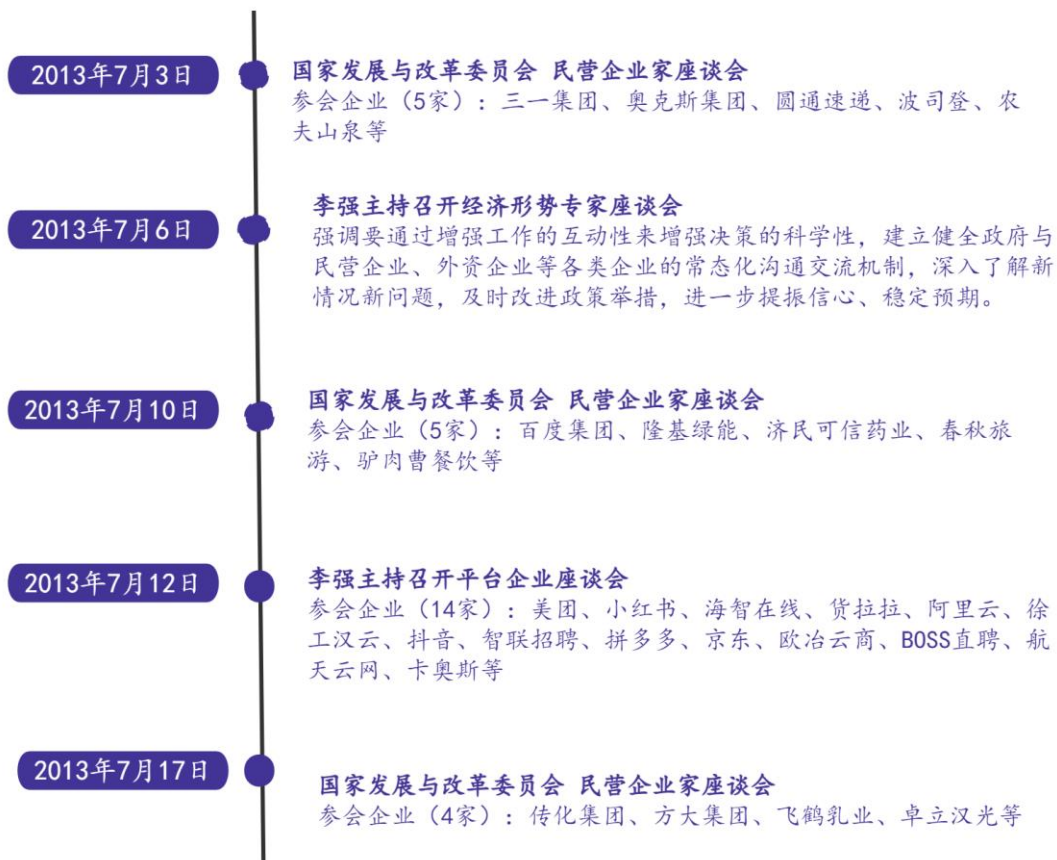 2013年7月3日
国家发展与改革委员会 民营企业家座谈会
参会企业（5家）：三一集团、奥克斯集团、圆通速递、波司登、农
夫山泉等
2013年7月6日
李强主持召开经济形势专家座谈会
强调要通过增强工作的互动性来增强决策的科学性，建立健全政府与
民营企业、外资企业等各类企业的常态化沟通交流机制，深入了解新
情况新问题，及时改进政策举措，进一步提振信心、稳定预期。
2013年7月10日
国家发展与改革委员会 民营企业家座谈会
参会企业（5家）：百度集团、隆基绿能、济民可信药业、春秋旅
游、驴肉曹餐饮等
2013年7月12日
李强主持召开平台企业座谈会
参会企业（14家）：美团、小红书、海智在线、货拉拉、阿里云、徐
工汉云、抖音、智联招聘、拼多多、京东、欧冶云商、BOSS直聘、航
天云网、卡奥斯等
2013年7月17日
国家发展与改革委员会 民营企业家座谈会
参会企业（4家）：传化集团、方大集团、飞鹤乳业、卓立汉光等